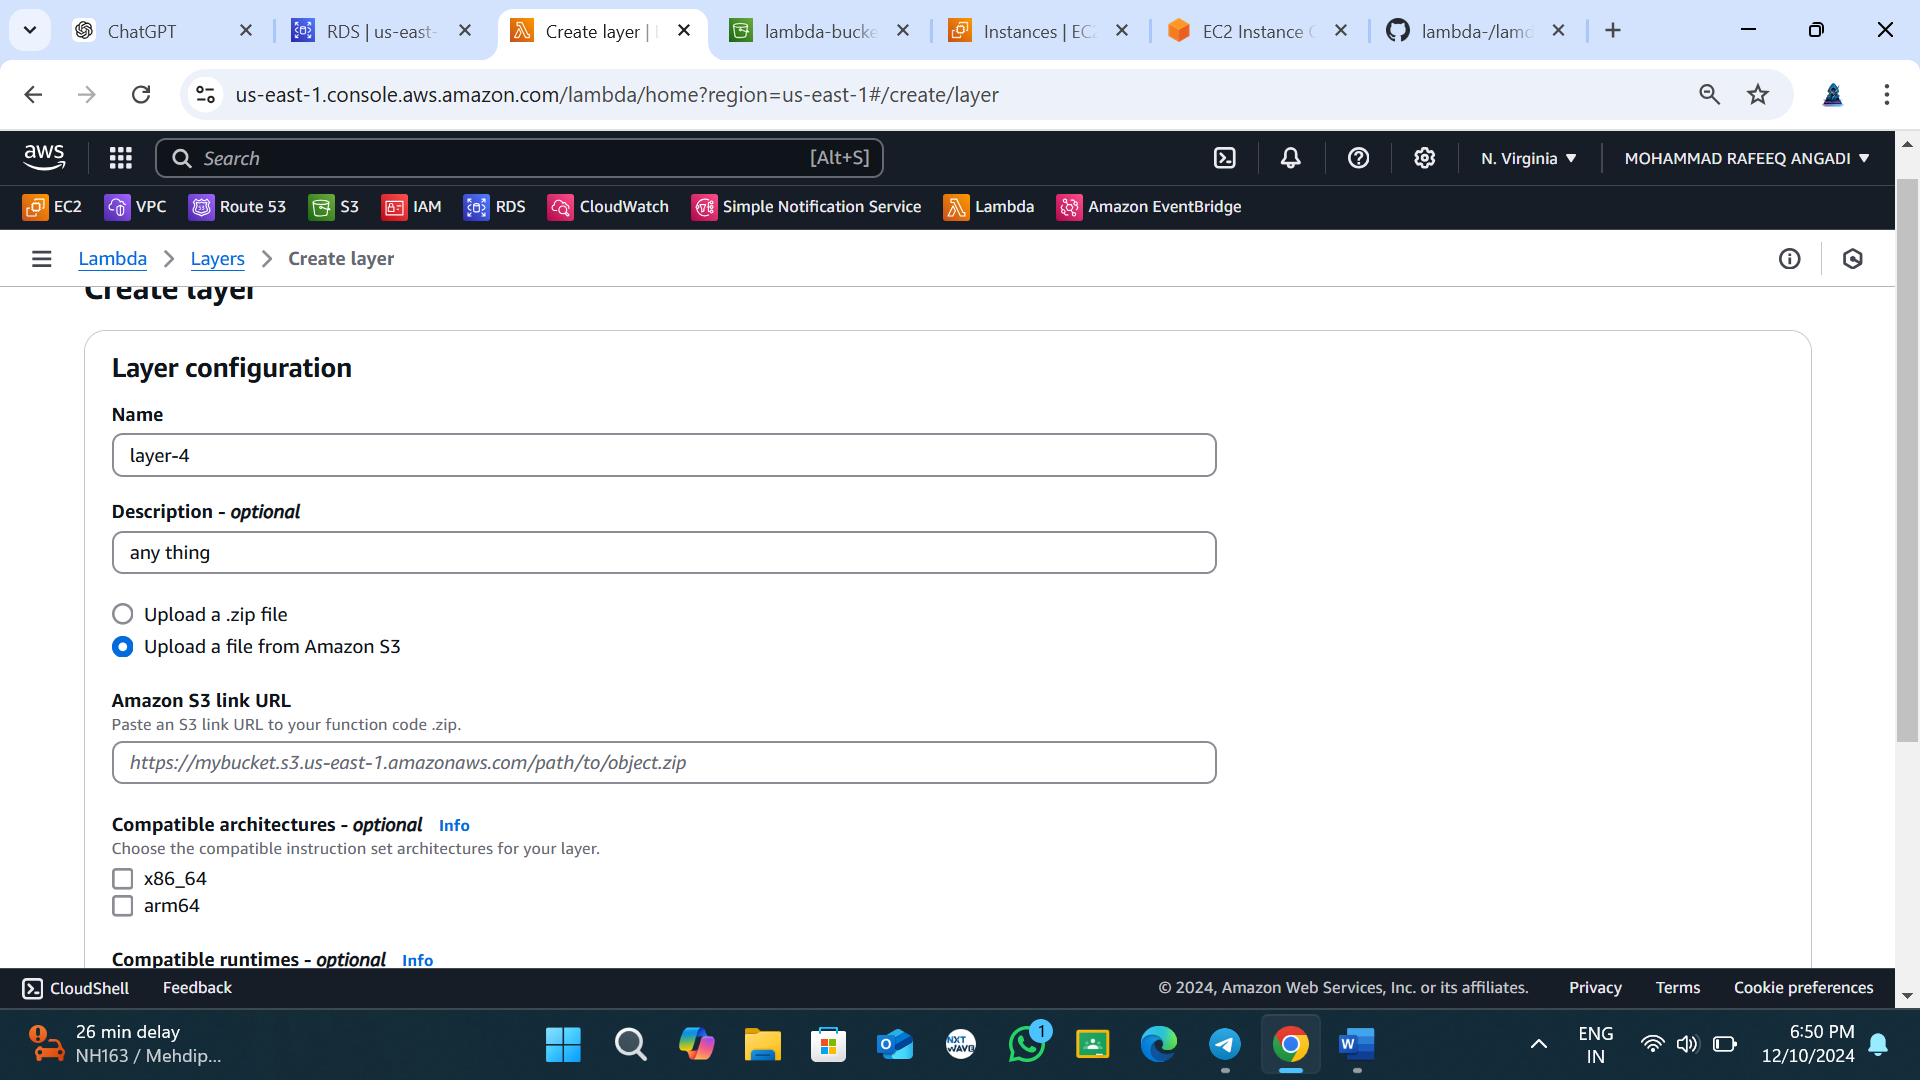 ChatGPT
RDS | us-east-
Create layer |
lambda-bucke
Instances | EC2
EC2 Instance C
lambda-/lamd
us-east-1.console.aws.amazon.com/lambda/home?region=us-east-1#/create/layer
aws
Search
[Alt+S]
N. Virginia
MOHAMMAD RAFEEQ ANGADI
EC2
VPC
Route 53
S3
IAM
RDS
CloudWatch
Simple Notification Service
Lambda
Amazon EventBridge
Lambda
Layers
Create layer
Create layer
Layer configuration
Name
layer-4
Description - optional
any thing
Upload a .zip file
Upload a file from Amazon S3
Amazon S3 link URL
Paste an S3 link URL to your function code .zip.
https://mybucket.s3.us-east-1.amazonaws.com/path/to/object.zip
Compatible architectures - optional Info
Choose the compatible instruction set architectures for your layer.
x86_64
arm64
Compatible runtimes - optional Info
CloudShell
Feedback
© 2024, Amazon Web Services, Inc. or its affiliates.
Privacy
Terms
Cookie preferences
26 min delay
NH163 / Mehdip...
NXT
WAVE
1
W
ENG
IN
6:50 PM
12/10/2024